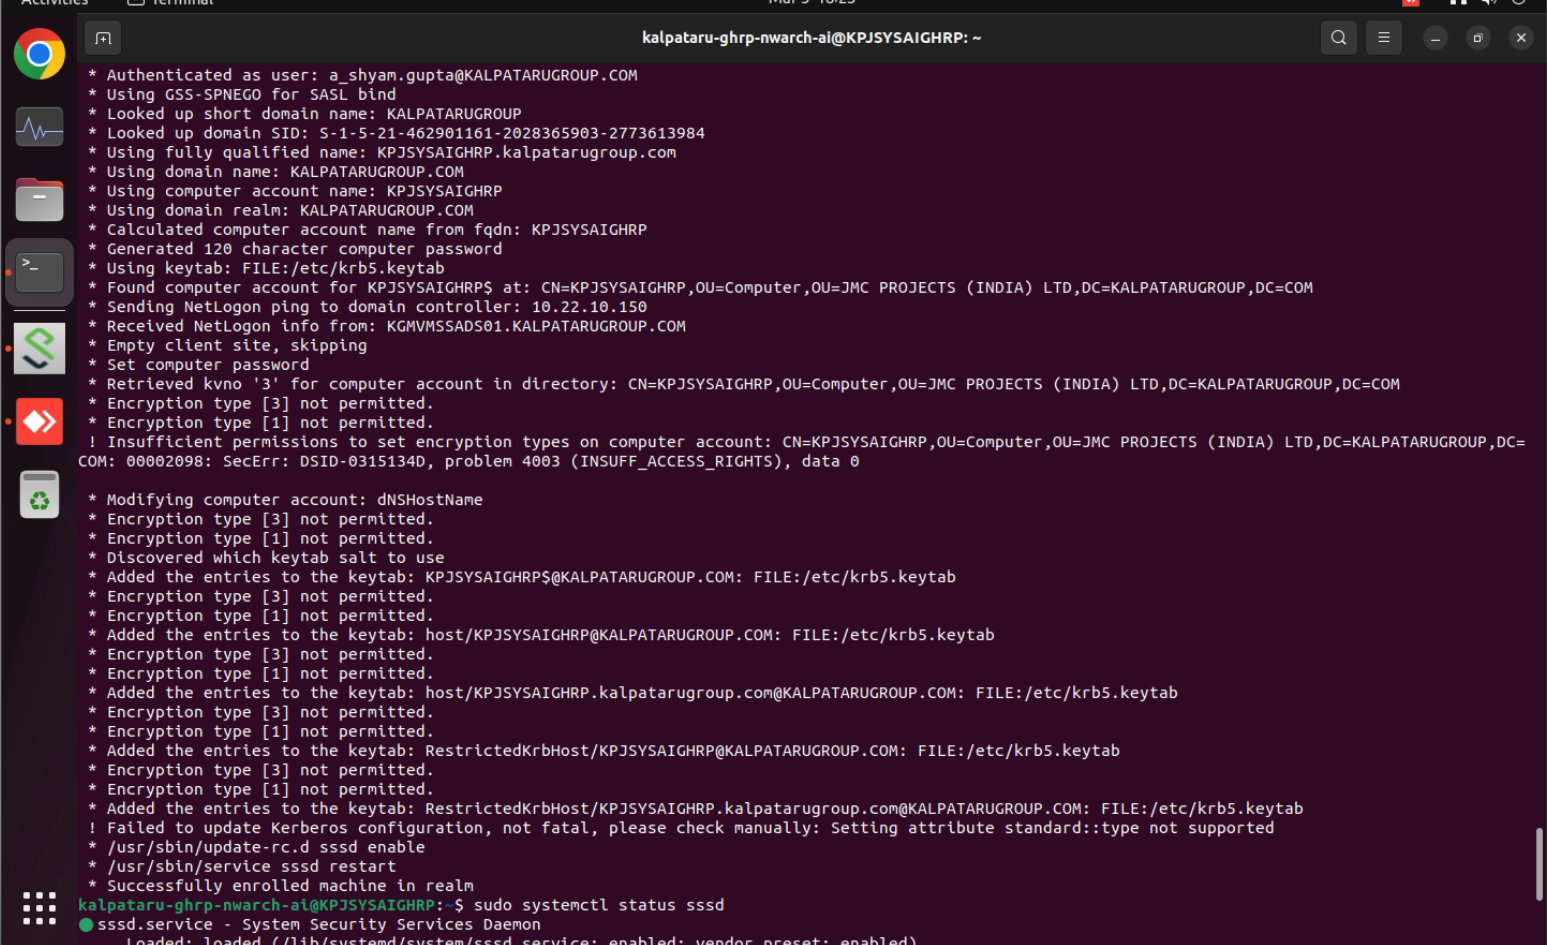 Activities
Terminal
kalpataru-ghrp-nwarch-ai@KPJSYSAIGHRP: ~
* Authenticated as user: a_shyam.gupta@KALPATARUGROUP.COM
* Using GSS-SPNEGO for SASL bind
* Looked up short domain name: KALPATARUGROUP
* Looked up domain SID: S-1-5-21-462901161-2028365903-2773613984
* Using fully qualified name: KPJSYSAIGHRP.kalpatarugroup.com
* Using domain name: KALPATARUGROUP.COM
* Using computer account name: KPJSYSAIGHRP
* Using domain realm: KALPATARUGROUP.COM
* Calculated computer account name from fqdn: KPJSYSAIGHRP
* Generated 120 character computer password
* Using keytab: FILE:/etc/krb5.keytab
* Found computer account for KPJSYSAIGHRP$ at: CN=KPJSYSAIGHRP,OU=Computer,OU=JMC PROJECTS (INDIA) LTD,DC=KALPATARUGROUP,DC=COM
* Sending NetLogon ping to domain controller: 10.22.10.150
* Received NetLogon info from: KGMVMSSADS01.KALPATARUGROUP.COM
* Empty client site, skipping
* Set computer password
* Retrieved kvno '3' for computer account in directory: CN=KPJSYSAIGHRP,OU=Computer,OU=JMC PROJECTS (INDIA) LTD,DC=KALPATARUGROUP,DC=COM
* Encryption type [3] not permitted.
* Encryption type [1] not permitted.
! Insufficient permissions to set encryption types on computer account: CN=KPJSYSAIGHRP,OU=Computer,OU=JMC PROJECTS (INDIA) LTD,DC=KALPATARUGROUP,DC=
COM: 00002098: SecErr: DSID-0315134D, problem 4003 (INSUFF_ACCESS_RIGHTS), data 0
* Modifying computer account: dNSHostName
* Encryption type [3] not permitted.
* Encryption type [1] not permitted.
* Discovered which keytab salt to use
* Added the entries to the keytab: KPJSYSAIGHRP$@KALPATARUGROUP.COM: FILE:/etc/krb5.keytab
* Encryption type [3] not permitted.
* Encryption type [1] not permitted.
* Added the entries to the keytab: host/KPJSYSAIGHRP@KALPATARUGROUP.COM: FILE:/etc/krb5.keytab
* Encryption type [3] not permitted.
* Encryption type [1] not permitted.
* Added the entries to the keytab: host/KPJSYSAIGHRP.kalpatarugroup.com@KALPATARUGROUP.COM: FILE:/etc/krb5.keytab
* Encryption type [3] not permitted.
* Encryption type [1] not permitted.
* Added the entries to the keytab: RestrictedKrbHost/KPJSYSAIGHRP@KALPATARUGROUP.COM: FILE:/etc/krb5.keytab
* Encryption type [3] not permitted.
* Encryption type [1] not permitted.
* Added the entries to the keytab: RestrictedKrbHost/KPJSYSAIGHRP.kalpatarugroup.com@KALPATARUGROUP.COM: FILE:/etc/krb5.keytab
! Failed to update Kerberos configuration, not fatal, please check manually: Setting attribute standard::type not supported
* /usr/sbin/update-rc.d sssd enable
* /usr/sbin/service sssd restart
* Successfully enrolled machine in realm
kalpataru-ghrp-nwarch-ai@KPJSYSAIGHRP:~$ sudo systemctl status sssd
sssd.service - System Security Services Daemon
Loaded: loaded (/lib/systemd/system/sssd.service; enabled; vendor preset: enabled)